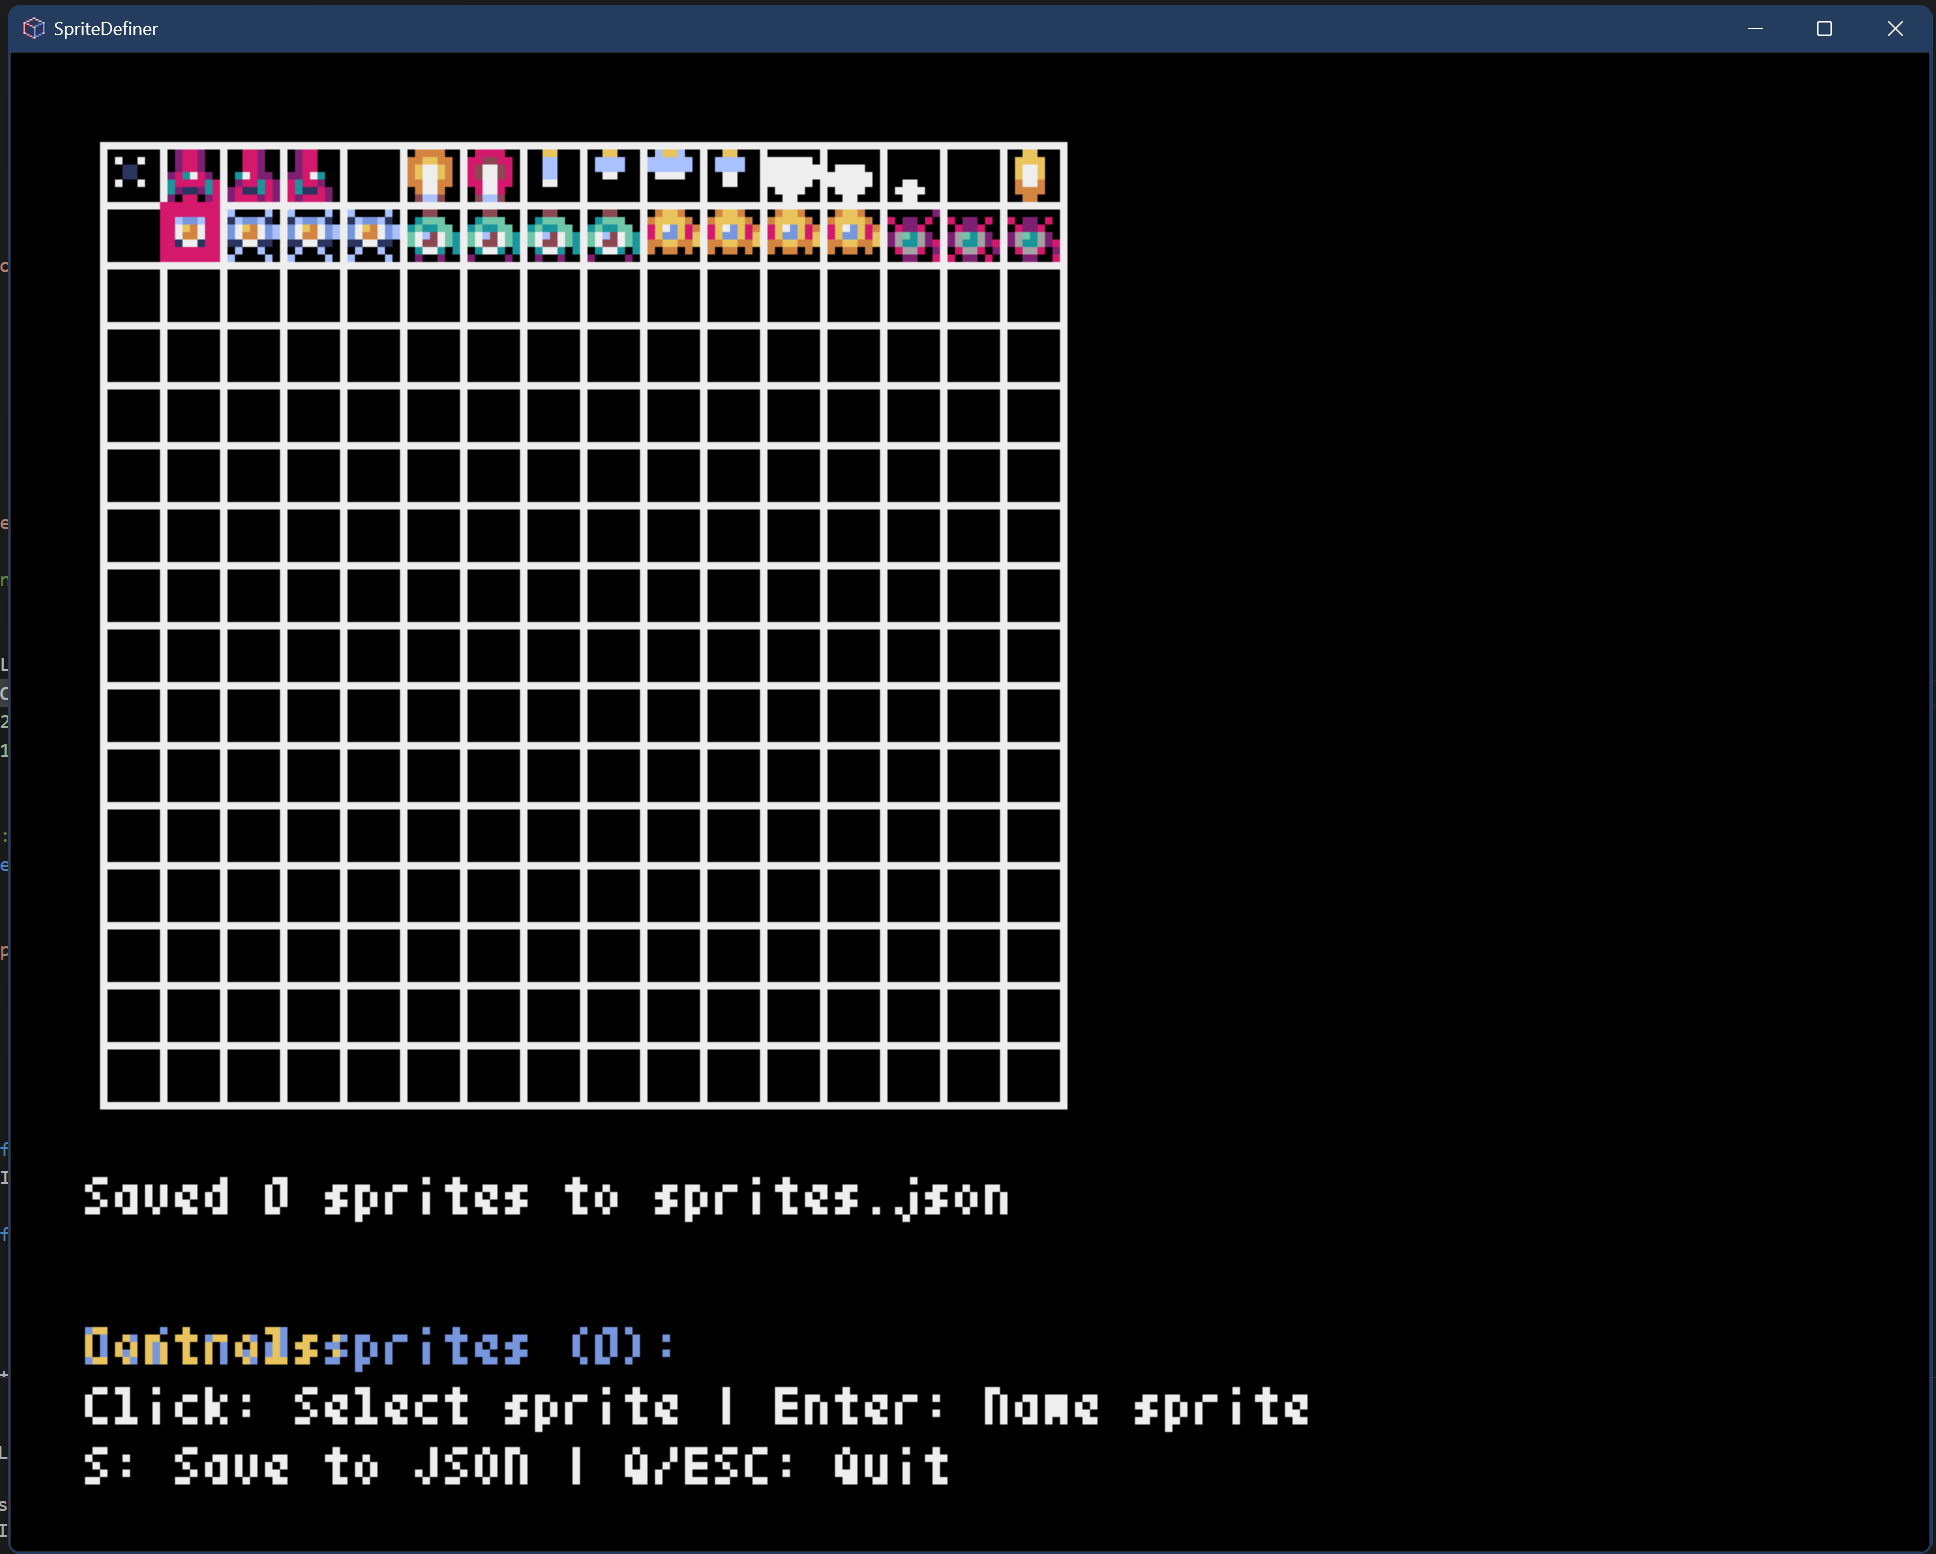 SpriteDefiner
Saved 0 sprites to sprites.json
sprites (0):
Click: Select sprite | Enter: Name sprite
S: Save to JSON | Q/ESC: Quit